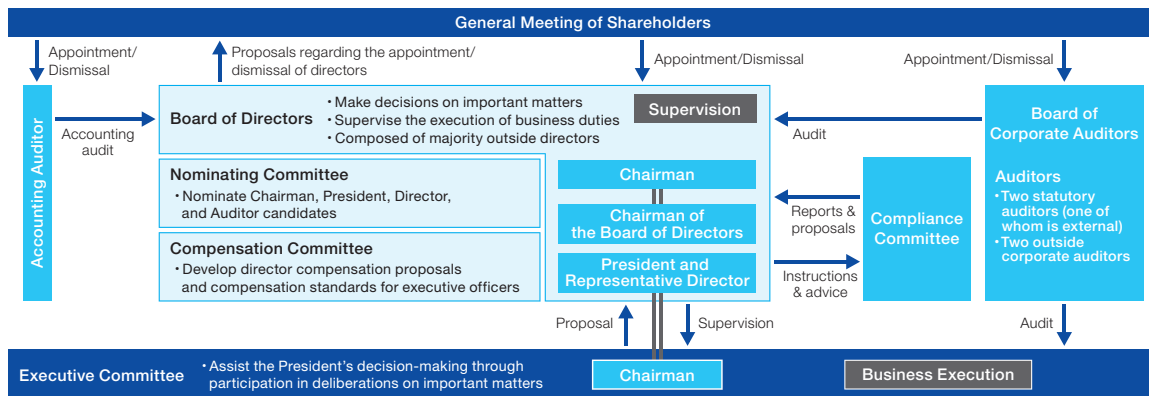 General Meeting of Shareholders
Appointment/
Dismissal
Proposals regarding the appointment/
dismissal of directors
Appointment/Dismissal
Appointment/Dismissal
Accounting Auditor
Accounting
audit
Board of Directors
・Make decisions on important matters
・Supervise the execution of business duties
・Composed of majority outside directors
Supervision
Nominating Committee
・Nominate Chairman, President, Director,
and Auditor candidates
Compensation Committee
・Develop director compensation proposals
and compensation standards for executive officers
Chairman
Chairman of
the Board of Directors
President and
Representative Director
Audit
Reports &
proposals
Instructions
& advice
Compliance
Committee
Board of
Corporate Auditors
Auditors
・Two statutory
auditors (one of
whom is external)
・Two outside
corporate auditors
Proposal
Supervision
Audit
Executive Committee
・Assist the President's decision-making through
participation in deliberations on important matters
Chairman
Business Execution